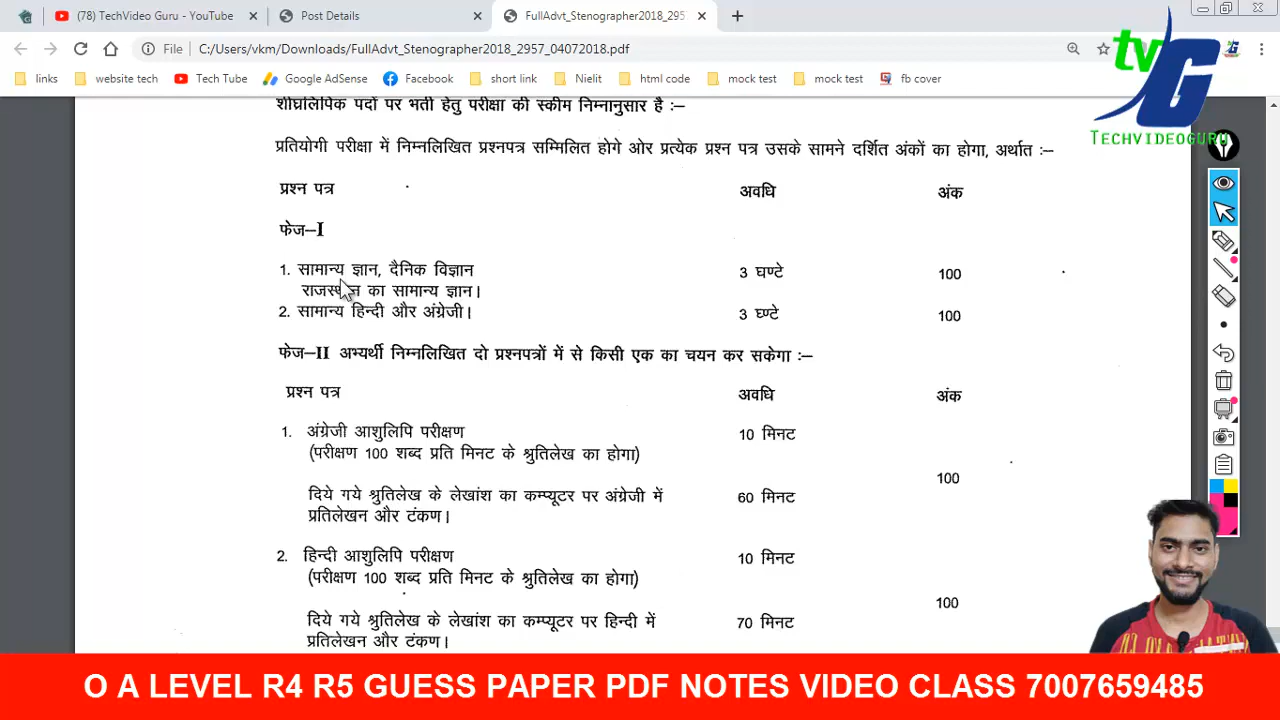 (78) TechVideo Guru - YouTube
Post Details
FullAdvt_Stenographer2018_295
File
C:/Users/vkm/Downloads/FullAdvt_Stenographer2018_2957_04072018.pdf
links
website tech
Tech Tube
Google AdSense
Facebook
short link
Nielit
html code
mock test
mock test
fb cover
tvG
TECHVIDEOGURU
शीघ्रलिपिक पदों पर भर्ती हेतु परीक्षा की स्कीम निम्नानुसार है :–
प्रतियोगी परीक्षा में निम्नलिखित प्रश्नपत्र सम्मिलित होगे ओर प्रत्येक प्रश्न पत्र उसके सामने दर्शित अंकों का होगा, अर्थात :–
प्रश्न पत्र अवधि अंक
फेज–I
1. सामान्य ज्ञान, दैनिक विज्ञान 3 घण्टे 100
राजस्थान का सामान्य ज्ञान।
2. सामान्य हिन्दी और अंग्रेजी। 3 घ्ण्टे 100
फेज–II अभ्यर्थी निम्नलिखित दो प्रश्नपत्रों में से किसी एक का चयन कर सकेगा :–
प्रश्न पत्र अवधि अंक
1. अंग्रेजी आशुलिपि परीक्षण 10 मिनट
(परीक्षण 100 शब्द प्रति मिनट के श्रुतिलेख का होगा)
100
दिये गये श्रुतिलेख के लेखांश का कम्प्यूटर पर अंग्रेजी में 60 मिनट
प्रतिलेखन और टंकण।
2. हिन्दी आशुलिपि परीक्षण 10 मिनट
(परीक्षण 100 शब्द प्रति मिनट के श्रुतिलेख का होगा)
100
दिये गये श्रुतिलेख के लेखांश का कम्प्यूटर पर हिन्दी में 70 मिनट
प्रतिलेखन और टंकण।
O A LEVEL R4 R5 GUESS PAPER PDF NOTES VIDEO CLASS 7007659485